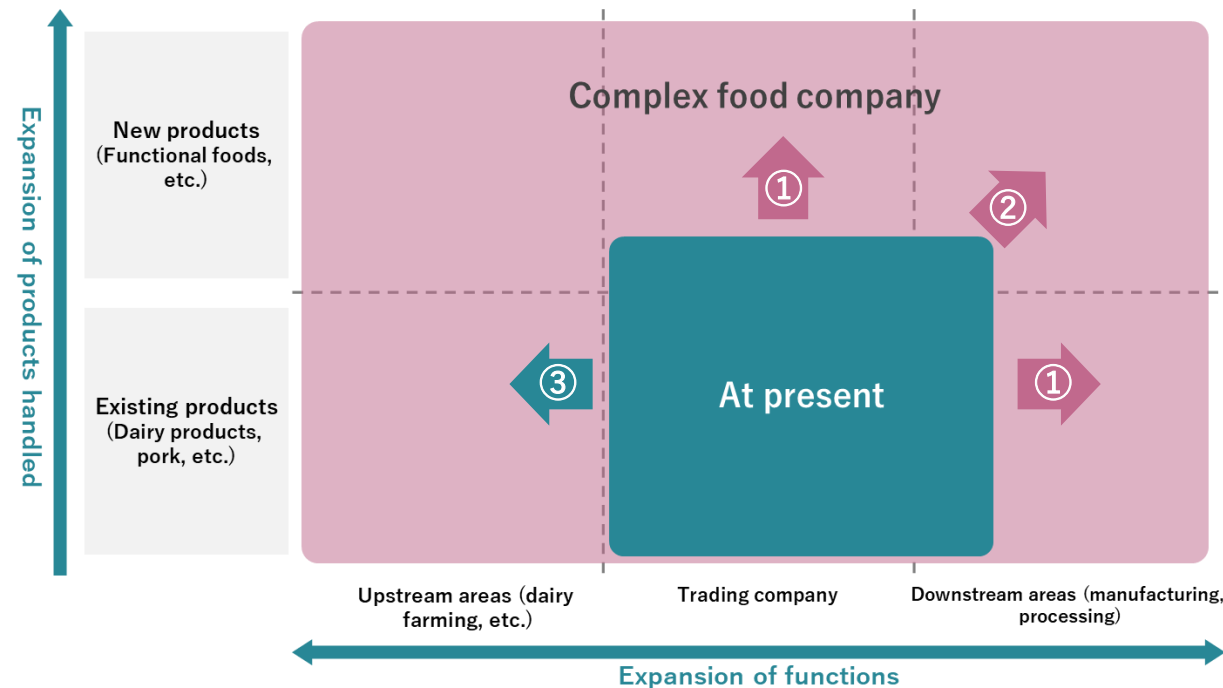 Expansion of products handled
New products
(Functional foods,
etc.)
Existing products
(Dairy products,
pork, etc.)
Complex food company
①
②
③
At present
①
Upstream areas (dairy
farming, etc.)
Trading company
Downstream areas (manufacturing,
processing)
Expansion of functions